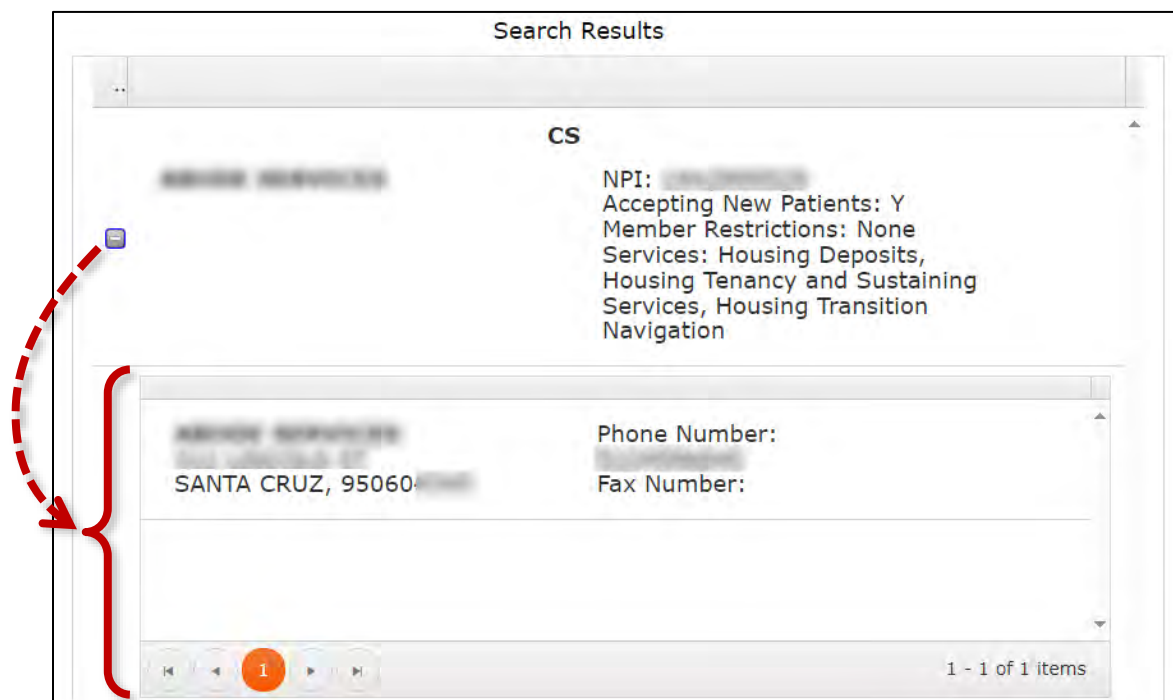 Search Results
..
CS
NPI:
Accepting New Patients: Y
Member Restrictions: None
Services: Housing Deposits,
Housing Tenancy and Sustaining
Services, Housing Transition
Navigation
SANTA CRUZ, 95060
Phone Number:
Fax Number:
1
1 - 1 of 1 items